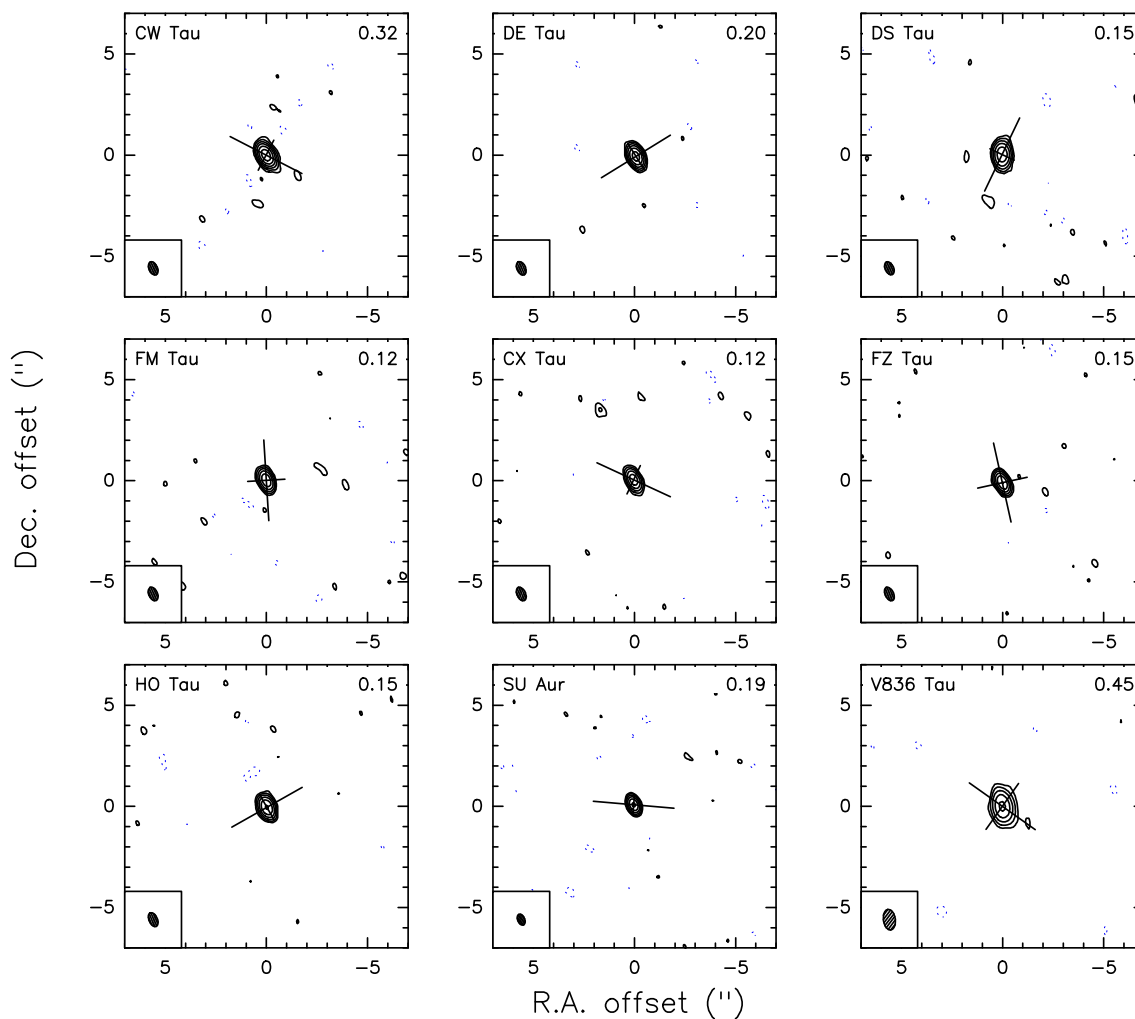 CW Tau 0.32
DE Tau 0.20
DS Tau 0.15
5
0
−5
5 0 −5
5 0 −5
5 0 −5
FM Tau 0.12
CX Tau 0.12
FZ Tau 0.15
5
0
−5
5 0 −5
5 0 −5
5 0 −5
HO Tau 0.15
SU Aur 0.19
V836 Tau 0.45
5
0
−5
5 0 −5
5 0 −5
5 0 −5
Dec. offset ('')
R.A. offset ('')